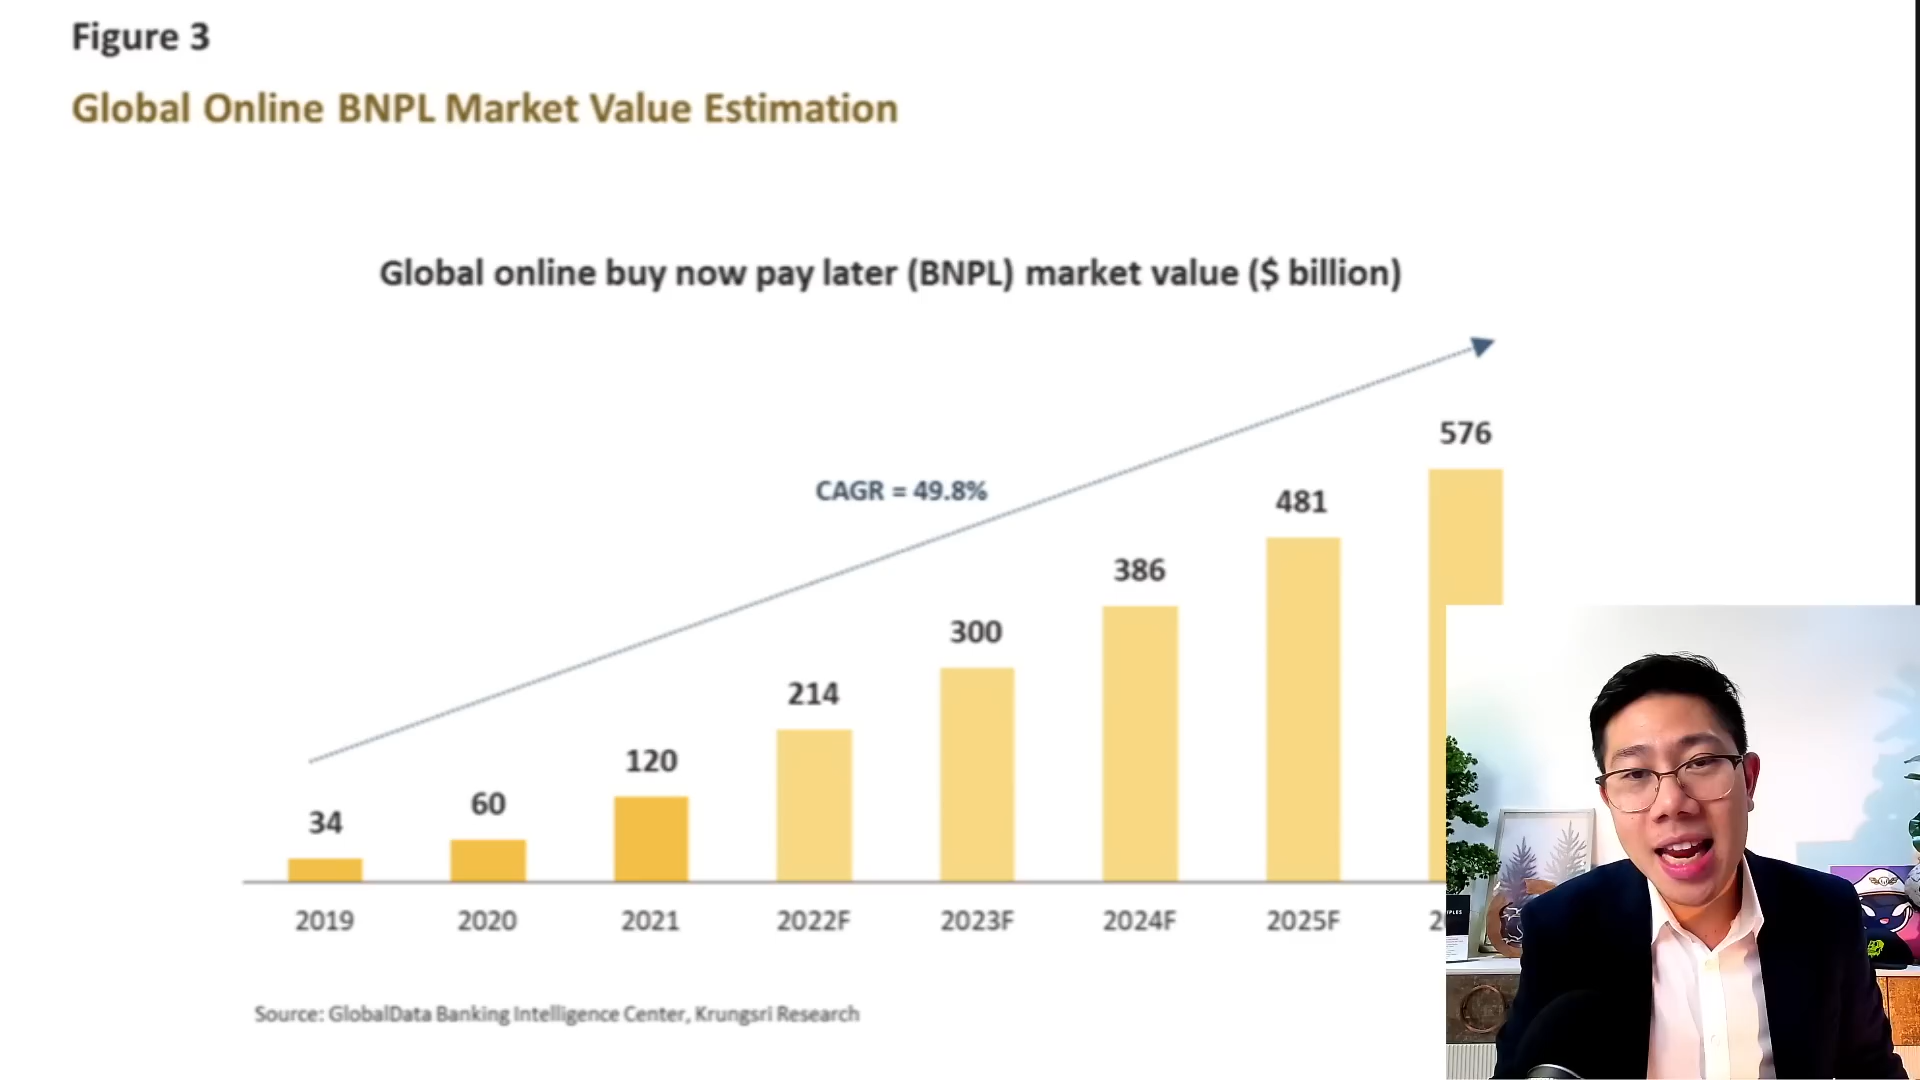 Figure 3
Global Online BNPL Market Value Estimation
Global online buy now pay later (BNPL) market value ($ billion)
CAGR = 49.8%
34
60
120
214
300
386
481
576
2019
2020
2021
2022F
2023F
2024F
2025F
Source: GlobalData Banking Intelligence Center, Krungsri Research